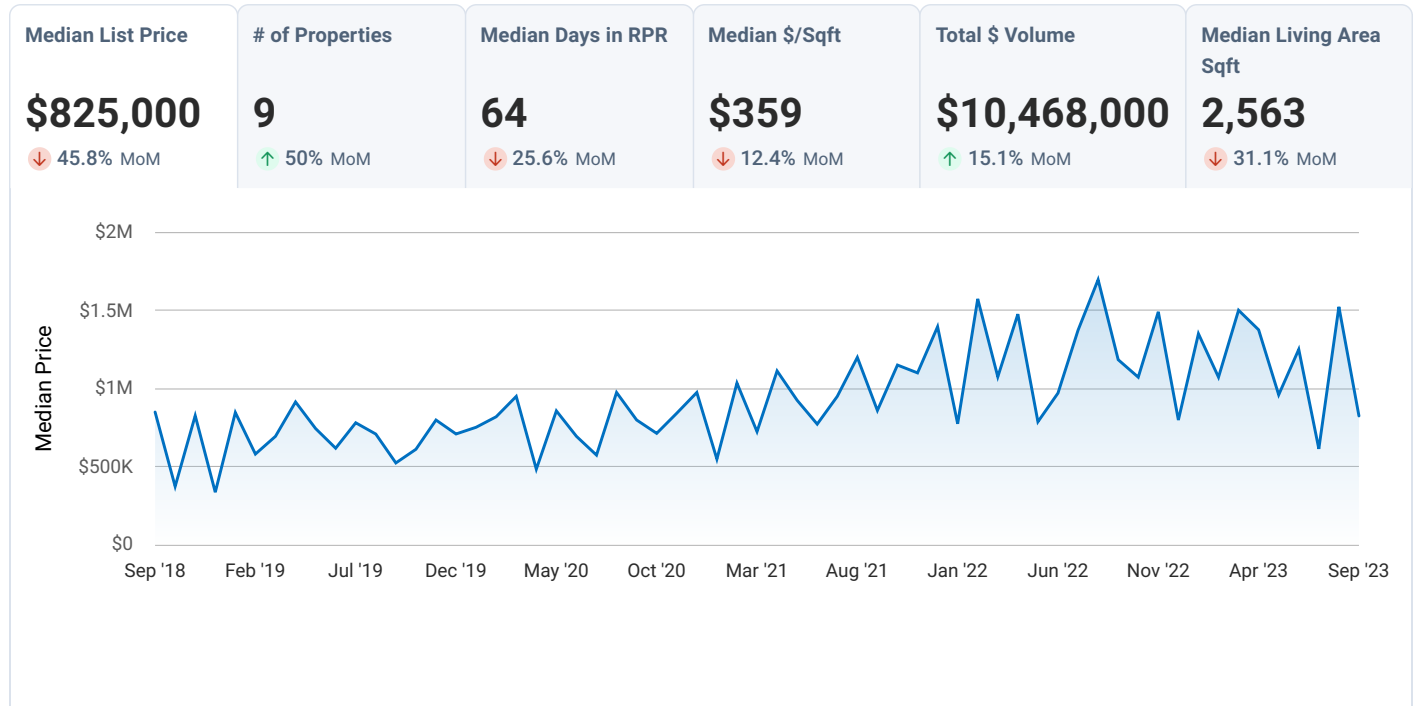 Median List Price
$825,000
45.8% MoM
# of Properties
9
50% MoM
Median Days in RPR
64
25.6% MoM
Median $/Sqft
$359
12.4% MoM
Total $ Volume
$10,468,000
15.1% MoM
Median Living Area
Sqft
2,563
31.1% MoM
Median Price
$2M
$1.5M
$1M
$500K
$0
Sep '18 Feb '19 Jul '19 Dec '19 May '20 Oct '20 Mar '21 Aug '21 Jan '22 Jun '22 Nov '22 Apr '23 Sep '23